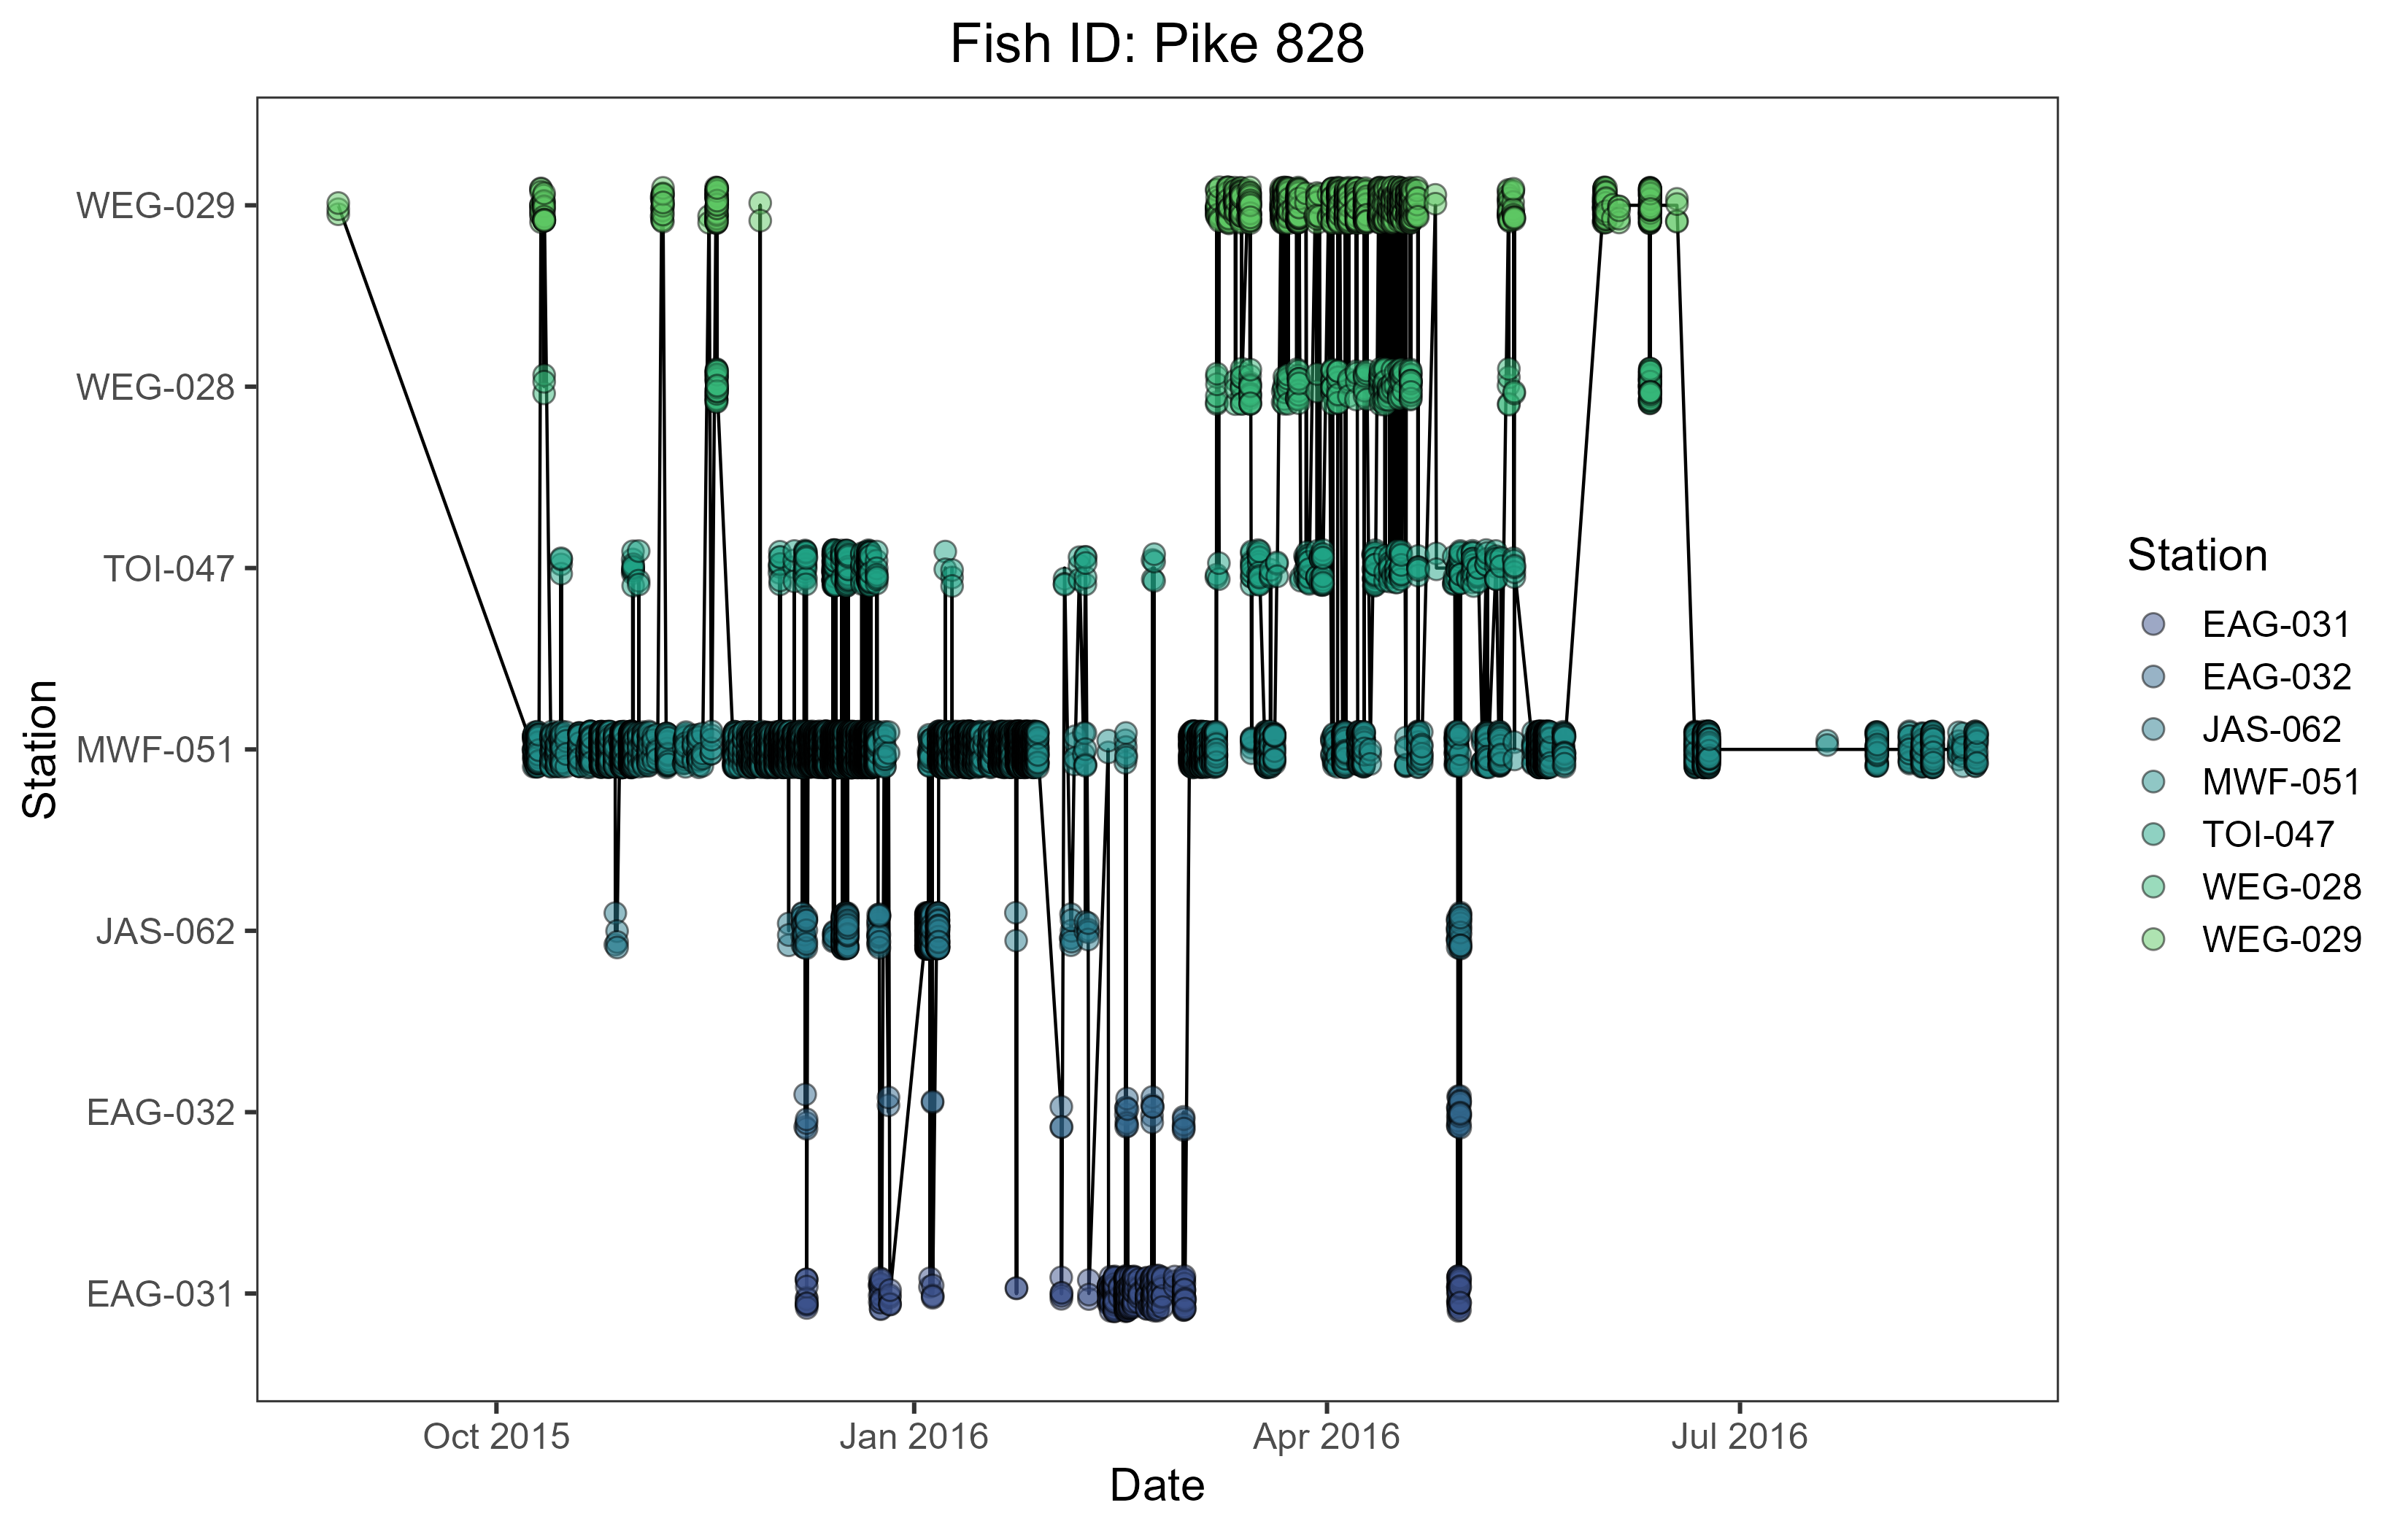 Fish ID: Pike 828
WEG-029
WEG-028
TOI-047
MWF-051
JAS-062
EAG-032
EAG-031
Station
Oct 2015
Jan 2016
Apr 2016
Jul 2016
Date
Station
EAG-031
EAG-032
JAS-062
MWF-051
TOI-047
WEG-028
WEG-029